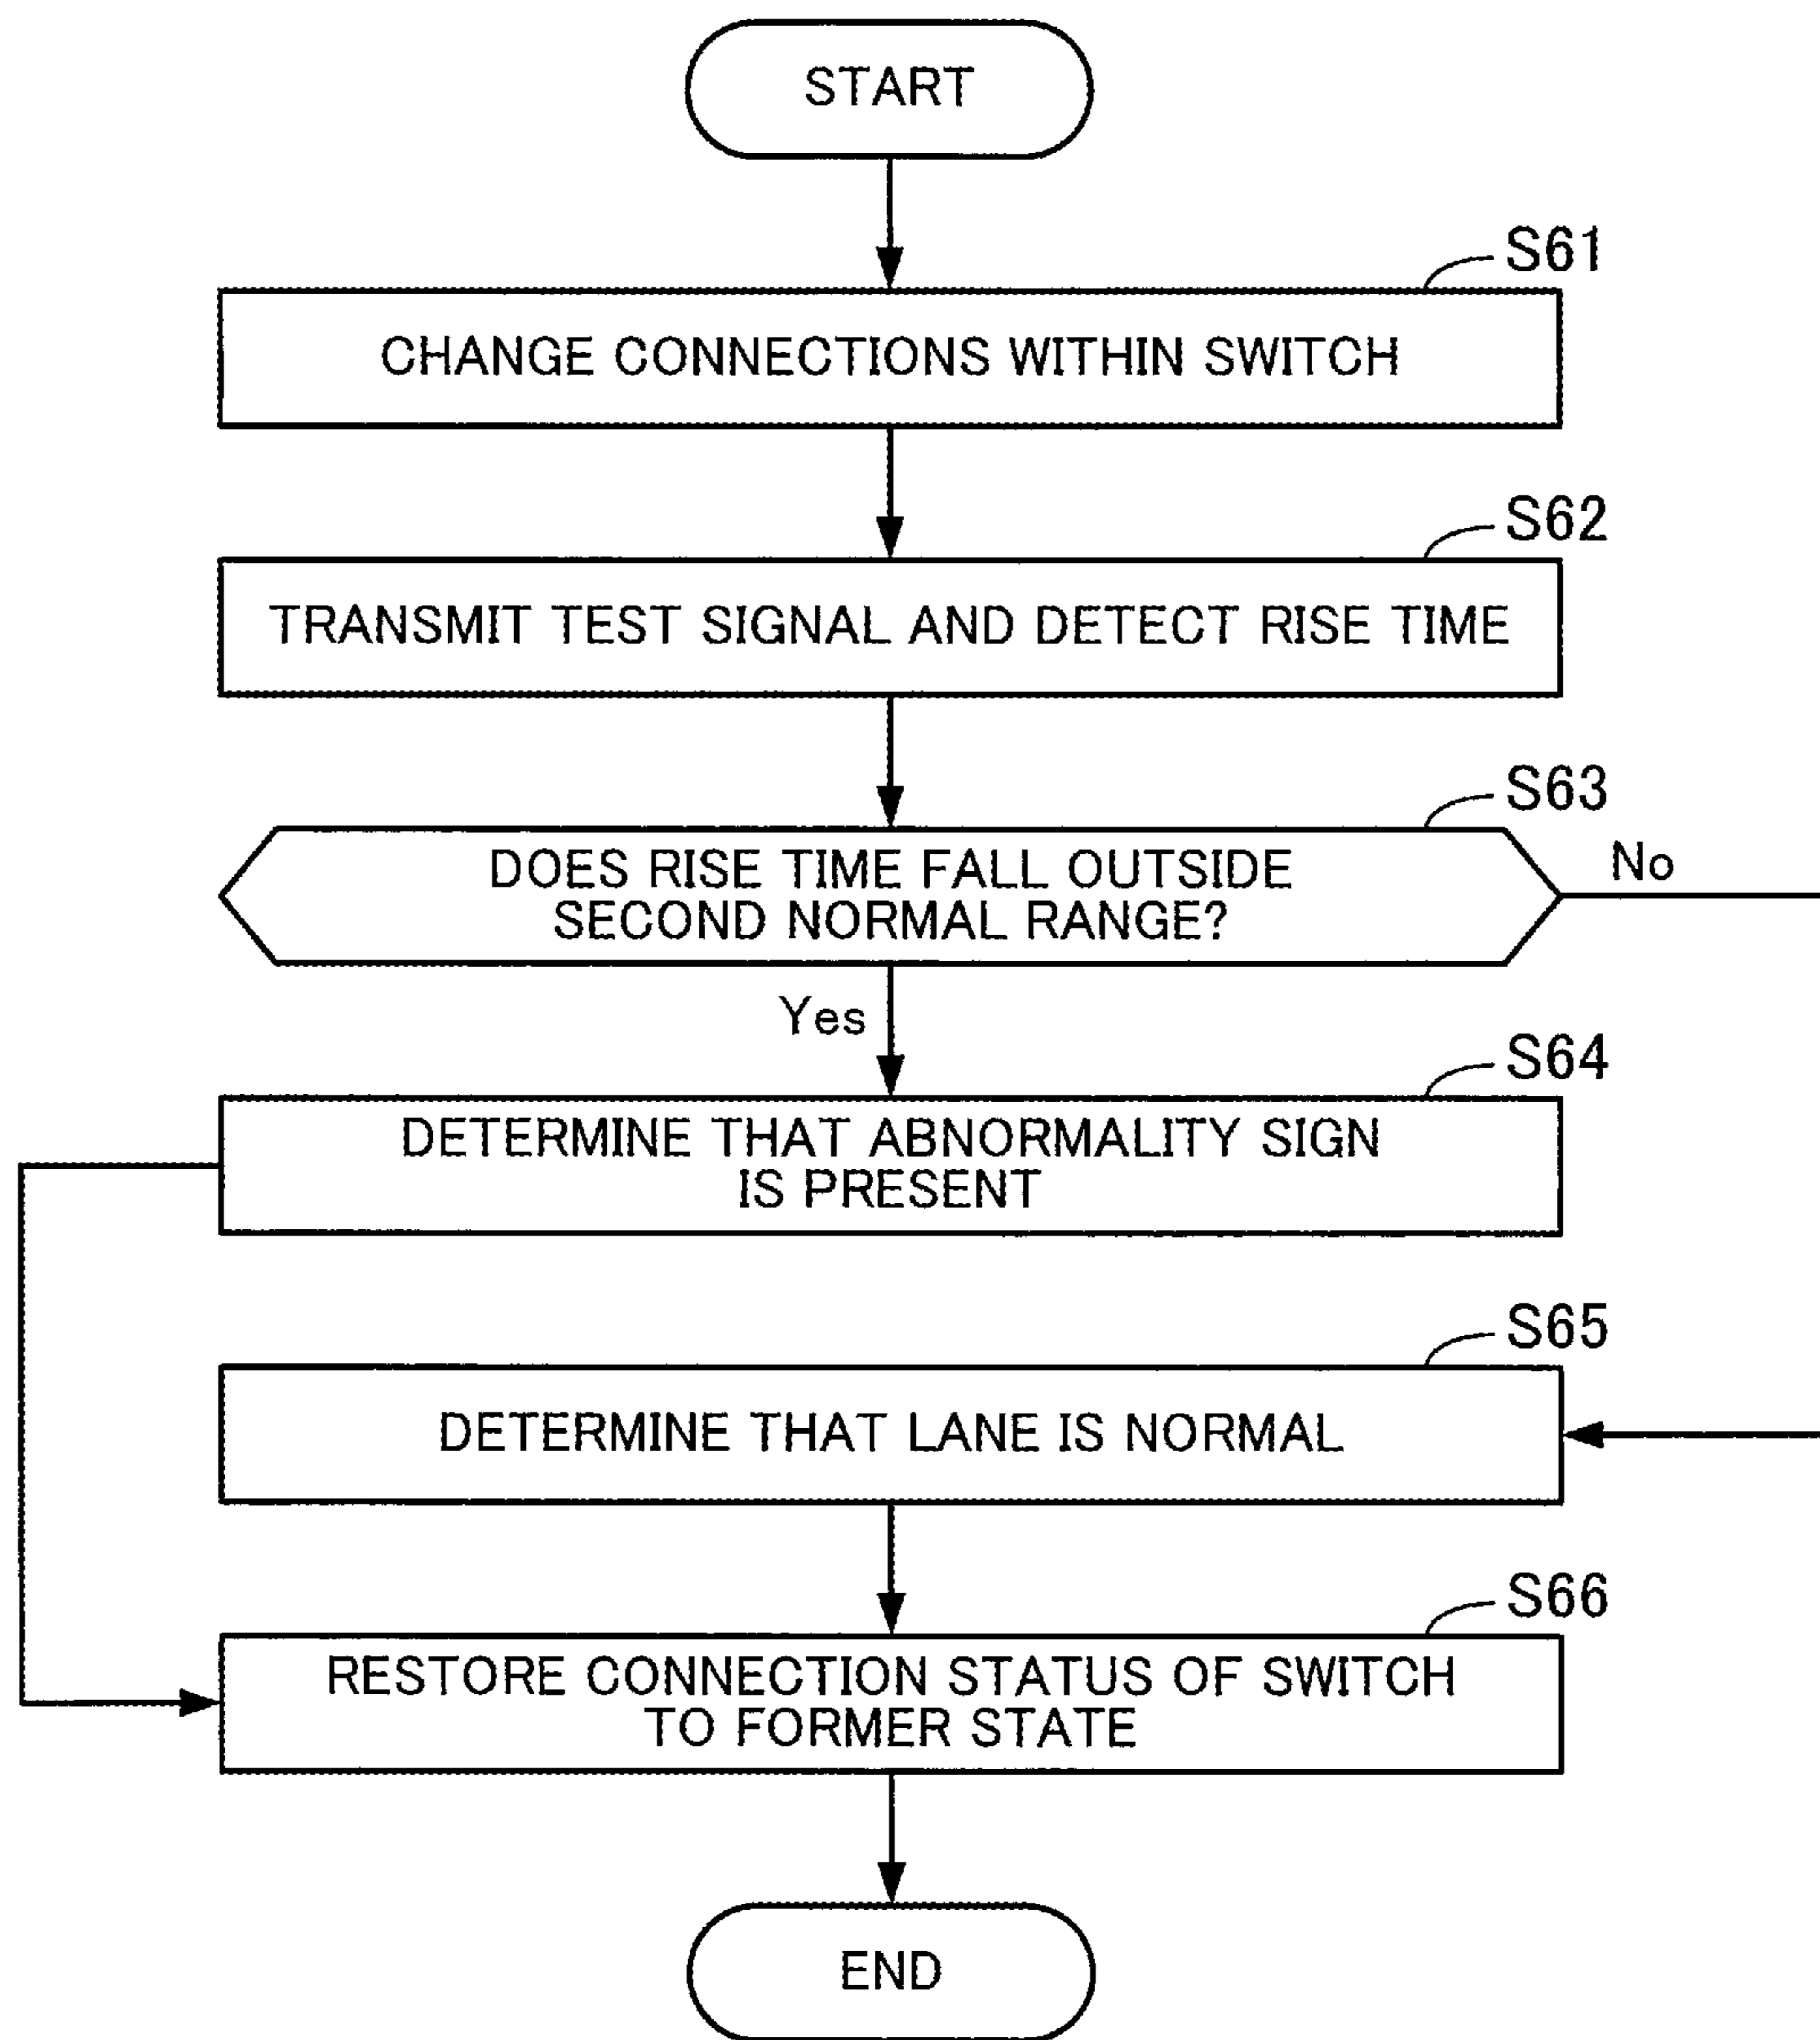 START
S61
CHANGE CONNECTIONS WITHIN SWITCH
S62
TRANSMIT TEST SIGNAL AND DETECT RISE TIME
S63
DOES RISE TIME FALL OUTSIDE
SECOND NORMAL RANGE?
No
Yes
S64
DETERMINE THAT ABNORMALITY SIGN
IS PRESENT
S65
DETERMINE THAT LANE IS NORMAL
S66
RESTORE CONNECTION STATUS OF SWITCH
TO FORMER STATE
END